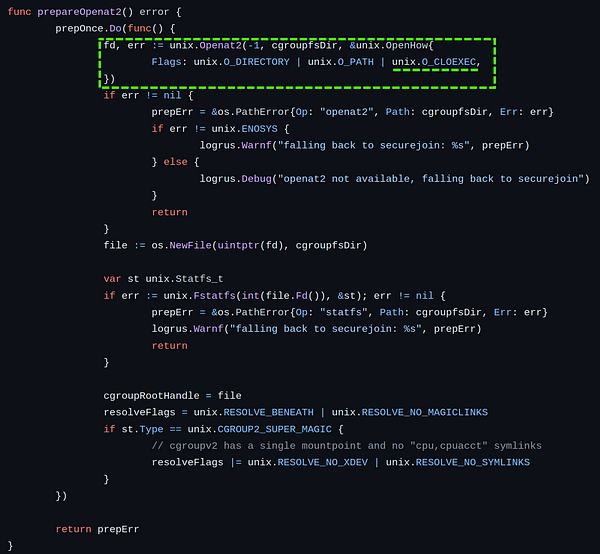 func prepareOpenat2() error {
prepOnce.Do(func() {
fd, err := unix.Openat2(-1, cgroupfsDir, &unix.OpenHow{
Flags: unix.O_DIRECTORY | unix.O_PATH | unix.O_CLOEXEC,
})
if err != nil {
prepErr = &os.PathError{Op: "openat2", Path: cgroupfsDir, Err: err}
if err != unix.ENOSYS {
logrus.Warnf("falling back to securejoin: %s", prepErr)
} else {
logrus.Debug("openat2 not available, falling back to securejoin")
}
return
}
file := os.NewFile(uintptr(fd), cgroupfsDir)
var st unix.Statfs_t
if err := unix.Fstatfs(int(file.Fd()), &st); err != nil {
prepErr = &os.PathError{Op: "statfs", Path: cgroupfsDir, Err: err}
logrus.Warnf("falling back to securejoin: %s", prepErr)
return
}
cgroupRootHandle = file
resolveFlags = unix.RESOLVE_BENEATH | unix.RESOLVE_NO_MAGICLINKS
if st.Type == unix.CGROUP2_SUPER_MAGIC {
// cgroupv2 has a single mountpoint and no "cpu,cpuacct" symlinks
resolveFlags |= unix.RESOLVE_NO_XDEV | unix.RESOLVE_NO_SYMLINKS
}
})
return prepErr
}